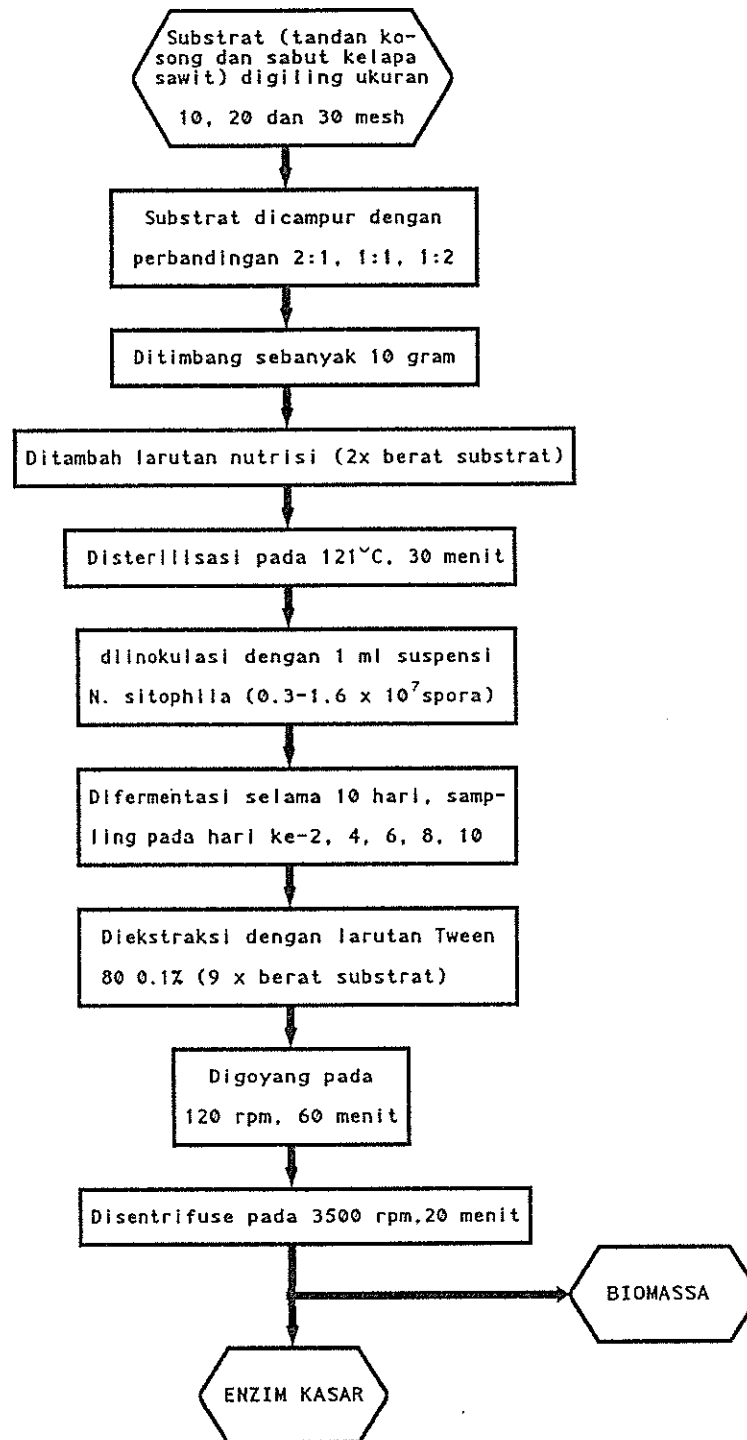 Substrat (tandan ko-
song dan sabut kelapa
sawit) digiling ukuran
10, 20 dan 30 mesh
Substrat dicampur dengan
perbandingan 2:1, 1:1, 1:2
Ditimbang sebanyak 10 gram
Ditambah larutan nutrisi (2x berat substrat)
Disterilisasi pada 121˘C, 30 menit
diinokulasi dengan 1 ml suspensi
N. sitophila (0.3-1.6 x 10⁷spora)
Difermentasi selama 10 hari, samp-
ling pada hari ke-2, 4, 6, 8, 10
Diekstraksi dengan larutan Tween
80 0.1% (9 x berat substrat)
Digoyang pada
120 rpm, 60 menit
Disentrifuse pada 3500 rpm,20 menit
BIOMASSA
ENZIM KASAR